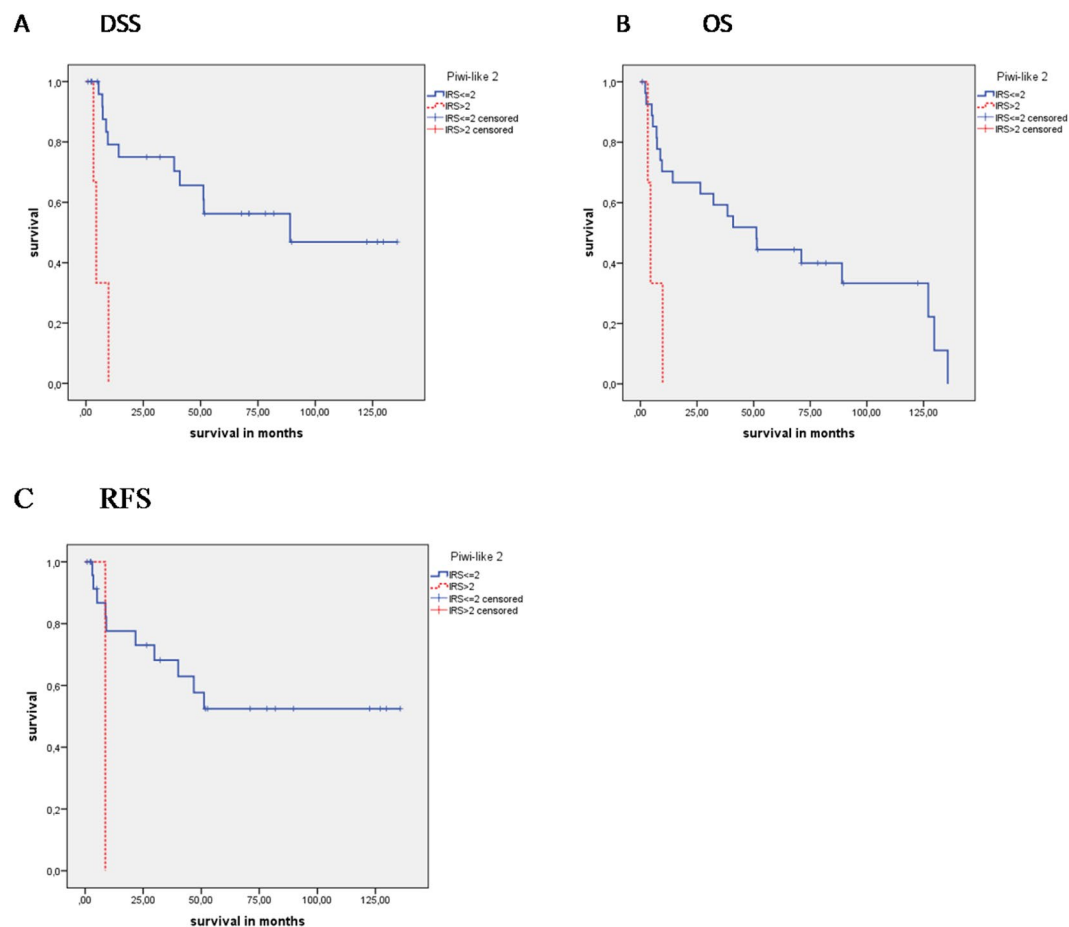 A DSS
Piwi-like 2
IRS<=2
IRS>2
IRS<=2 censored
IRS>2 censored
1,0
0,8
0,6
0,4
0,2
0,0
survival
,00 25,00 50,00 75,00 100,00 125,00
survival in months
B OS
Piwi-like 2
IRS<=2
IRS>2
IRS<=2 censored
IRS>2 censored
1,0
0,8
0,6
0,4
0,2
0,0
survival
,00 25,00 50,00 75,00 100,00 125,00
survival in months
C RFS
Piwi-like 2
IRS<=2
IRS>2
IRS<=2 censored
IRS>2 censored
1,0
0,8
0,6
0,4
0,2
0,0
survival
,00 25,00 50,00 75,00 100,00 125,00
survival in months